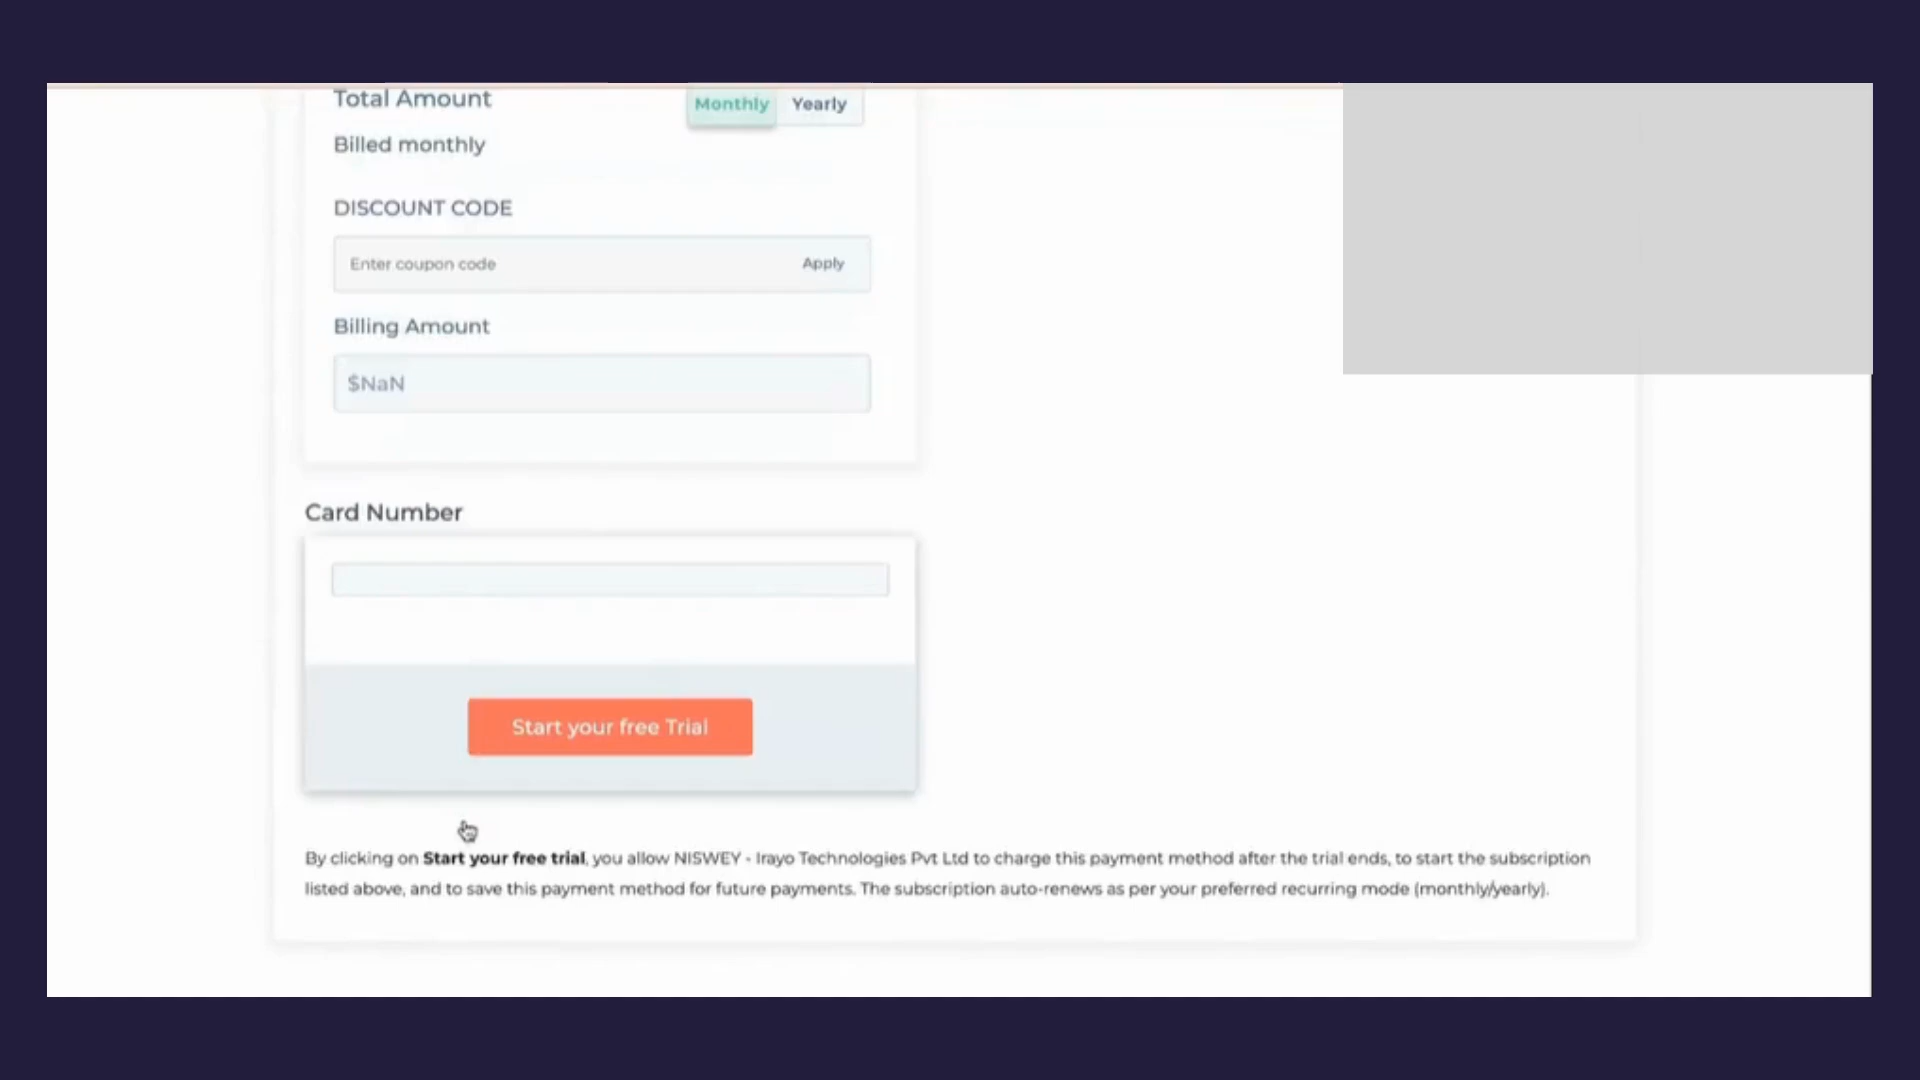 Total Amount
Monthly Yearly
Billed monthly
DISCOUNT CODE
Enter coupon code Apply
Billing Amount
$NaN
Card Number
Start your free Trial
By clicking on Start your free trial, you allow NISWEY - Irayo Technologies Pvt Ltd to charge this payment method after the trial ends, to start the subscription
listed above, and to save this payment method for future payments. The subscription auto-renews as per your preferred recurring mode (monthly/yearly).